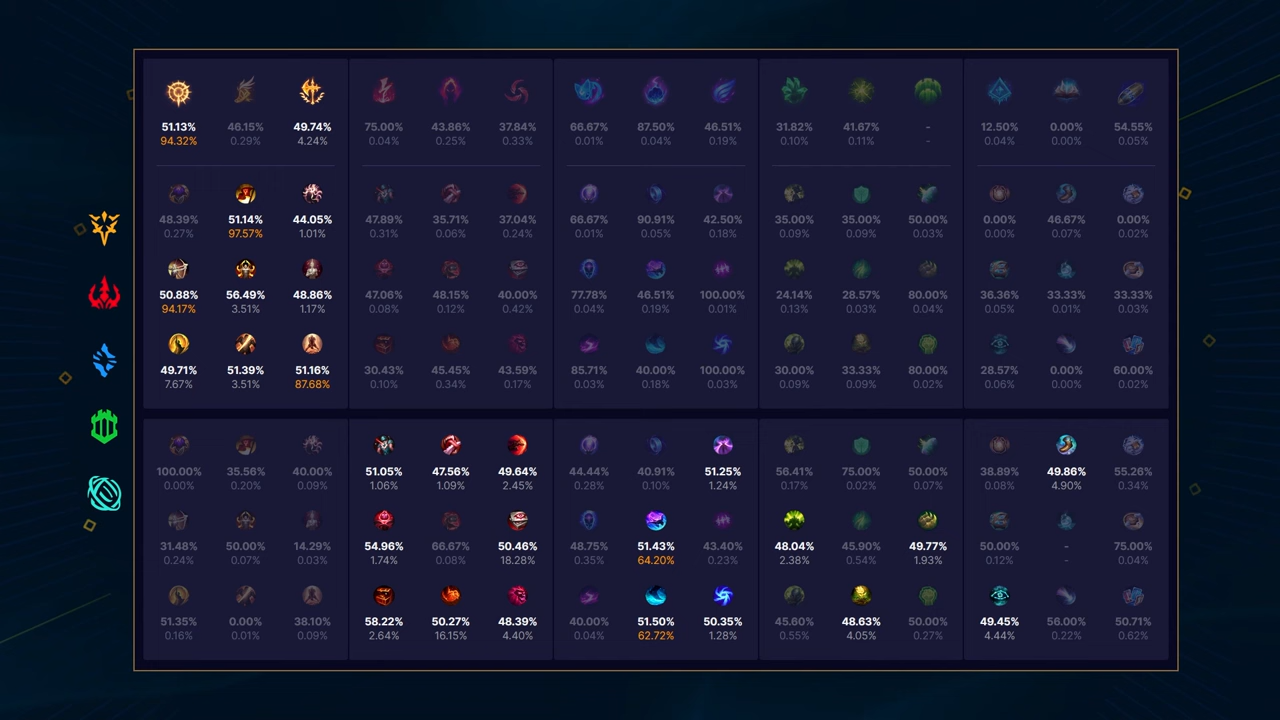 51.13% 46.15% 49.74% 75.00% 43.86% 37.84% 66.67% 87.50% 46.51% 31.82% 41.67% - 12.50% 0.00% 54.55%
94.32% 0.29% 4.24% 0.04% 0.25% 0.33% 0.01% 0.04% 0.19% 0.10% 0.11% - 0.04% 0.00% 0.05%
48.39% 51.14% 44.05% 47.89% 35.71% 37.04% 66.67% 90.91% 42.50% 35.00% 35.00% 50.00% 0.00% 46.67% 0.00%
0.27% 97.57% 1.01% 0.31% 0.06% 0.24% 0.01% 0.05% 0.18% 0.09% 0.09% 0.03% 0.00% 0.07% 0.02%
50.88% 56.49% 48.86% 47.06% 48.15% 40.00% 77.78% 46.51% 100.00% 24.14% 28.57% 80.00% 36.36% 33.33% 33.33%
94.17% 3.51% 1.17% 0.08% 0.12% 0.42% 0.04% 0.19% 0.01% 0.13% 0.03% 0.04% 0.05% 0.01% 0.03%
49.71% 51.39% 51.16% 30.43% 45.45% 43.59% 85.71% 40.00% 100.00% 30.00% 33.33% 80.00% 28.57% 0.00% 60.00%
7.67% 3.51% 87.68% 0.10% 0.34% 0.17% 0.03% 0.18% 0.03% 0.09% 0.09% 0.02% 0.06% 0.00% 0.02%
100.00% 35.56% 40.00% 51.05% 47.56% 49.64% 44.44% 40.91% 51.25% 56.41% 75.00% 50.00% 38.89% 49.86% 55.26%
0.00% 0.20% 0.09% 1.06% 1.09% 2.45% 0.28% 0.10% 1.24% 0.17% 0.02% 0.07% 0.08% 4.90% 0.34%
31.48% 50.00% 14.29% 54.96% 66.67% 50.46% 48.75% 51.43% 43.40% 48.04% 45.90% 49.77% 50.00% - 75.00%
0.24% 0.07% 0.03% 1.74% 0.08% 18.28% 0.35% 64.20% 0.23% 2.38% 0.54% 1.93% 0.12% - 0.04%
51.35% 0.00% 38.10% 58.22% 50.27% 48.39% 40.00% 51.50% 50.35% 45.60% 48.63% 50.00% 49.45% 56.00% 50.71%
0.16% 0.01% 0.09% 2.64% 16.15% 4.40% 0.04% 62.72% 1.28% 0.55% 4.05% 0.27% 4.44% 0.22% 0.62%